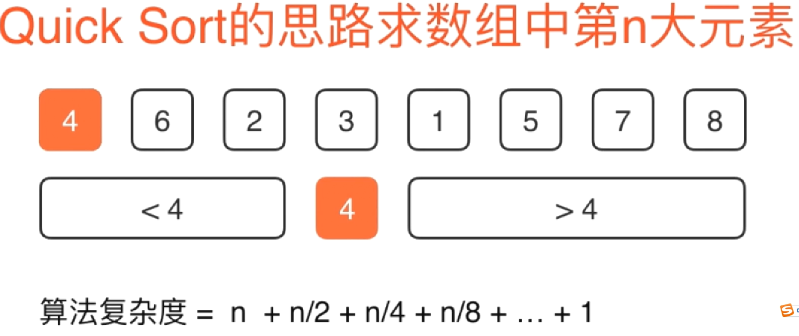 Quick Sort的思路求数组中第n大元素
4 6 2 3 1 5 7 8
< 4 4 > 4
算法复杂度 = n + n/2 + n/4 + n/8 + … + 1